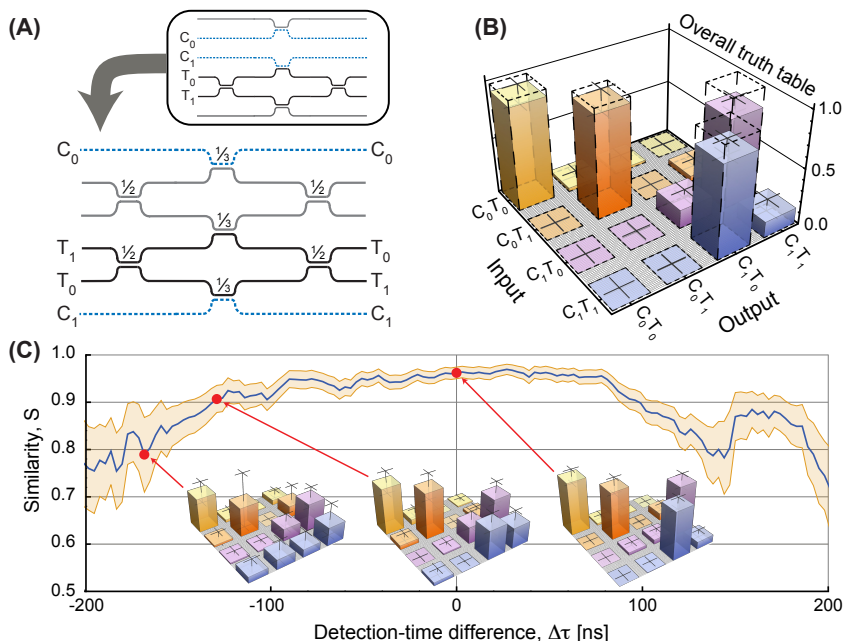 (A)
C₀
C₁
T₀
T₁
C₀ ⅓ C₀
½ ½
⅓
T₁ ½ ½ T₀
T₀ T₁
⅓
C₁ C₁
(B)
Overall truth table
1.0
0.5
0.0
C₀T₀
C₀T₁
C₁T₀
C₁T₁
Input
C₀T₀
C₀T₁
C₁T₀
C₁T₁
Output
(C)
Similarity, S
1.0
0.9
0.8
0.7
0.6
0.5
-200 -100 0 100 200
Detection-time difference, Δτ [ns]